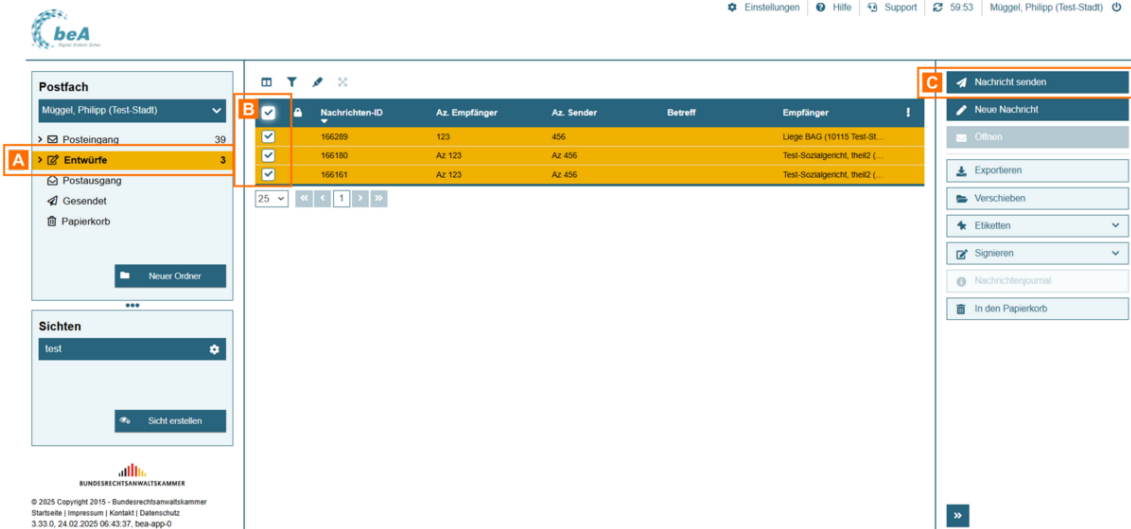 Einstellungen Hilfe Support 59:53 Müggel, Philipp (Test-Stadt)
beA
Digital. Einfach. Sicher.
Postfach
Müggel, Philipp (Test-Stadt)
Posteingang 39
A Entwürfe 3
Postausgang
Gesendet
Papierkorb
Neuer Ordner
Sichten
test
Sicht erstellen
BUNDESRECHTSANWALTSKAMMER
© 2025 Copyright 2015 - Bundesrechtsanwaltskammer
Startseite | Impressum | Kontakt | Datenschutz
3.33.0, 24.02.2025 06:43:37, bea-app-0
B Nachrichten-ID Az. Empfänger Az. Sender Betreff Empfänger !
166289 123 456 Liege BAG (10115 Test-St...
166180 Az 123 Az 456 Test-Sozialgericht, theil2 (...
166161 Az 123 Az 456 Test-Sozialgericht, theil2 (...
25 « < 1 > »
C Nachricht senden
Neue Nachricht
Öffnen
Exportieren
Verschieben
Etiketten
Signieren
Nachrichtenjournal
In den Papierkorb
»